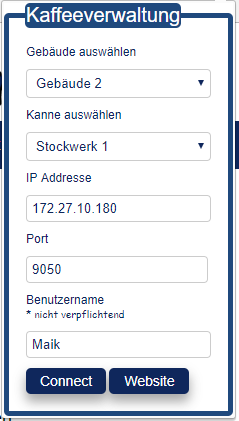 Kaffeeverwaltung
Gebäude auswählen
Gebäude 2
Kanne auswählen
Stockwerk 1
IP Addresse
172.27.10.180
Port
9050
Benutzername
* nicht verpflichtend
Maik
Connect Website